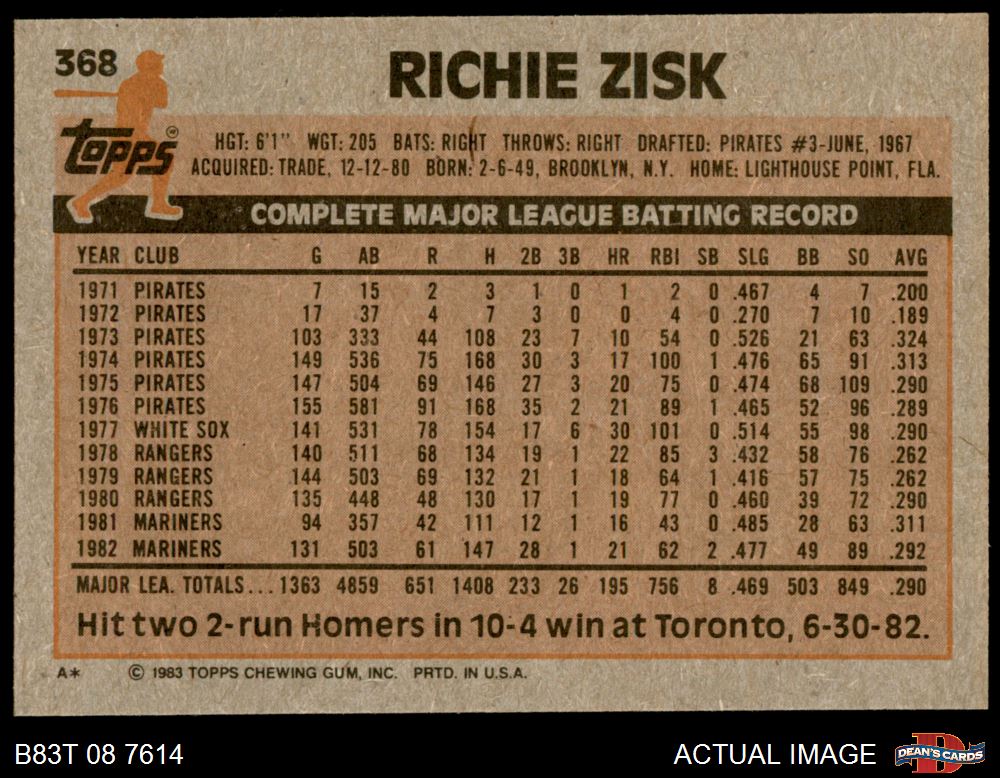 368
RICHIE ZISK
Topps
HGT: 6'1" WGT: 205 BATS: RIGHT THROWS: RIGHT DRAFTED: PIRATES #3-JUNE, 1967
ACQUIRED: TRADE, 12-12-80 BORN: 2-6-49, BROOKLYN, N.Y. HOME: LIGHTHOUSE POINT, FLA.
COMPLETE MAJOR LEAGUE BATTING RECORD
YEAR CLUB G AB R H 2B 3B HR RBI SB SLG BB SO AVG
1971 PIRATES 7 15 2 3 1 0 1 2 0 .467 4 7 .200
1972 PIRATES 17 37 4 7 3 0 0 4 0 .270 7 10 .189
1973 PIRATES 103 333 44 108 23 7 10 54 0 .526 21 63 .324
1974 PIRATES 149 536 75 168 30 3 17 100 1 .476 65 91 .313
1975 PIRATES 147 504 69 146 27 3 20 75 0 .474 68 109 .290
1976 PIRATES 155 581 91 168 35 2 21 89 1 .465 52 96 .289
1977 WHITE SOX 141 531 78 154 17 6 30 101 0 .514 55 98 .290
1978 RANGERS 140 511 68 134 19 1 22 85 3 .432 58 76 .262
1979 RANGERS 144 503 69 132 21 1 18 64 1 .416 57 75 .262
1980 RANGERS 135 448 48 130 17 1 19 77 0 .460 39 72 .290
1981 MARINERS 94 357 42 111 12 1 16 43 0 .485 28 63 .311
1982 MARINERS 131 503 61 147 28 1 21 62 2 .477 49 89 .292
MAJOR LEA. TOTALS... 1363 4859 651 1408 233 26 195 756 8 .469 503 849 .290
Hit two 2-run Homers in 10-4 win at Toronto, 6-30-82.
A* © 1983 TOPPS CHEWING GUM, INC. PRTD. IN U.S.A.
B83T 08 7614 ACTUAL IMAGE DEAN'S CARDS